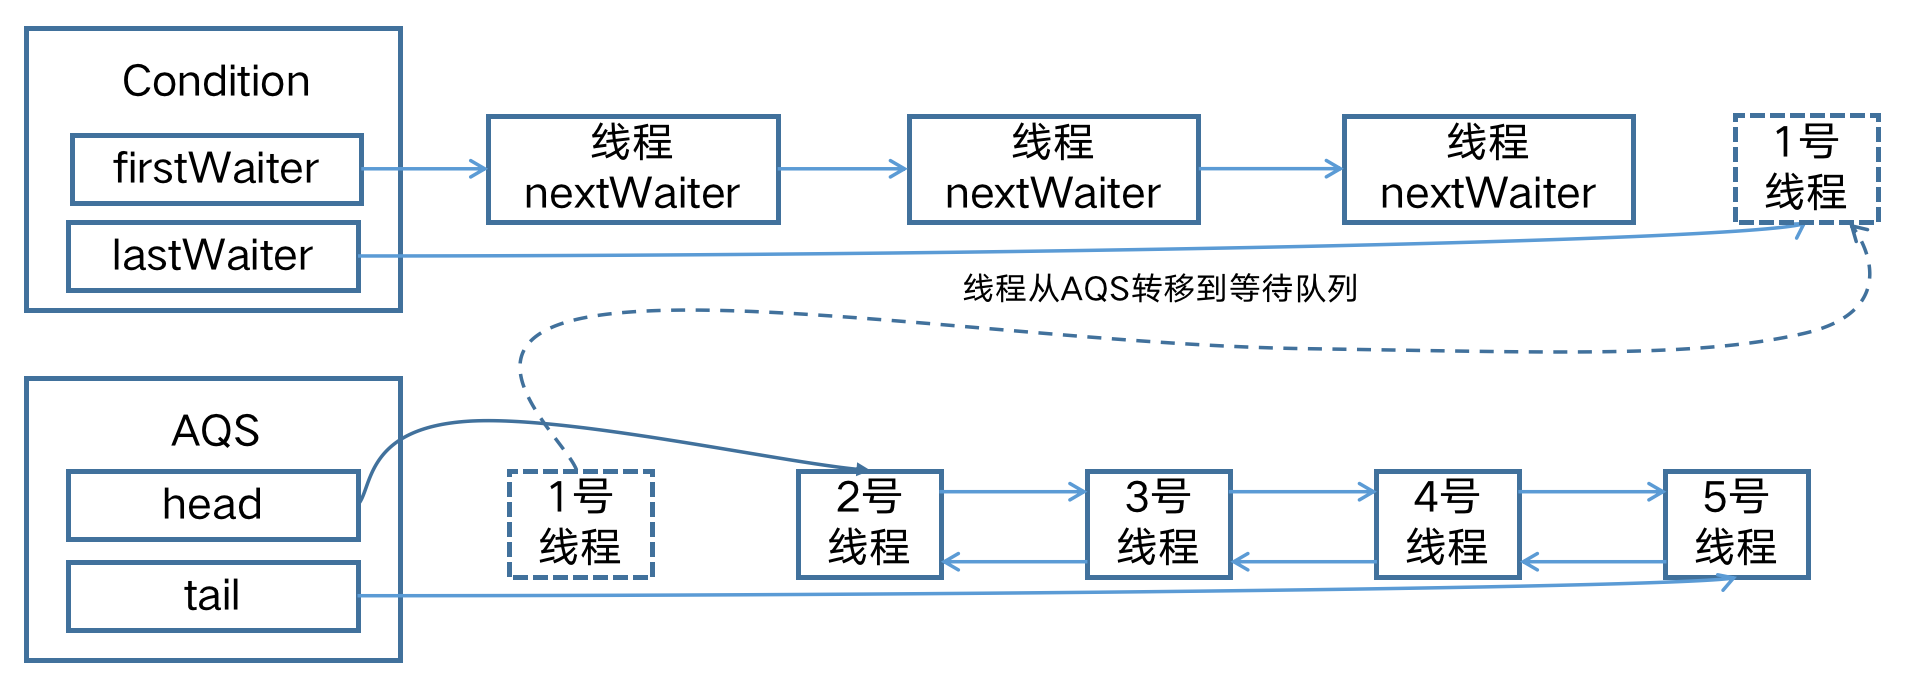 Condition
firstWaiter
lastWaiter
线程
nextWaiter
线程
nextWaiter
线程
nextWaiter
1号
线程
线程从AQS转移到等待队列
AQS
head
tail
1号
线程
2号
线程
3号
线程
4号
线程
5号
线程